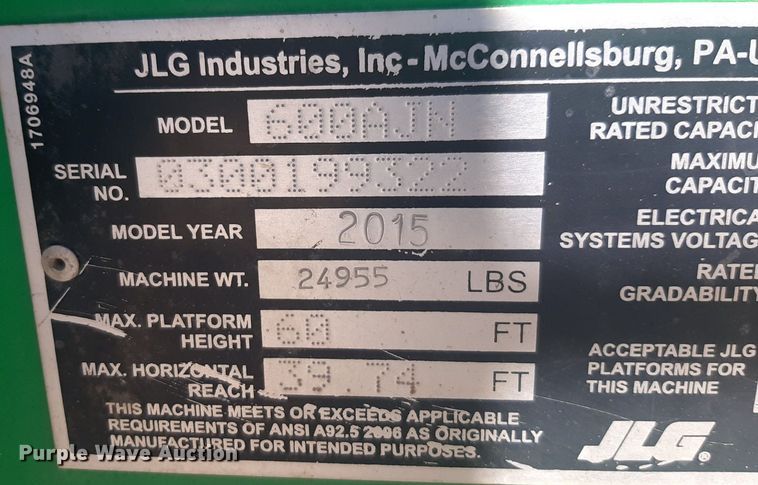 JLG Industries, Inc - McConnellsburg, PA-U
1706948A
MODEL 600AJN
SERIAL NO. 0300199322
MODEL YEAR 2015
MACHINE WT. 24955 LBS
MAX. PLATFORM HEIGHT 60 FT
MAX. HORIZONTAL REACH 39.74 FT
THIS MACHINE MEETS OR EXCEEDS APPLICABLE
REQUIREMENTS OF ANSI A92.5 2006 AS ORIGINALLY
MANUFACTURED FOR INTENDED PURPOSES.
UNRESTRICT
RATED CAPACI
MAXIMU
CAPACIT
ELECTRICA
SYSTEMS VOLTAG
RATE
GRADABILITY
ACCEPTABLE JLG
PLATFORMS FOR
THIS MACHINE
JLG®
Purple Wave Auction